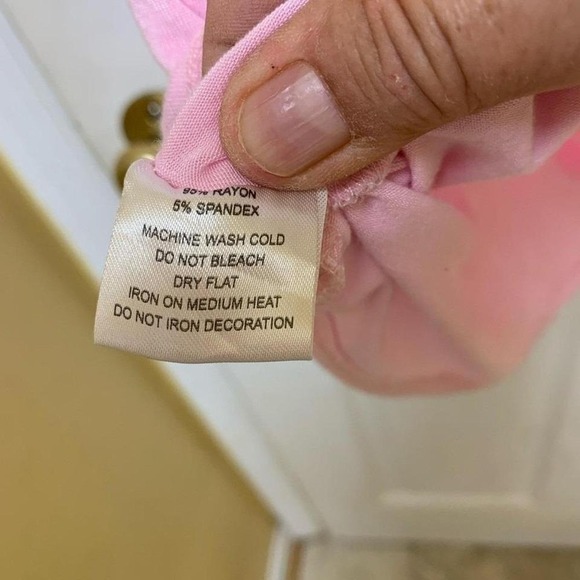 95% RAYON
5% SPANDEX
MACHINE WASH COLD
DO NOT BLEACH
DRY FLAT
IRON ON MEDIUM HEAT
DO NOT IRON DECORATION